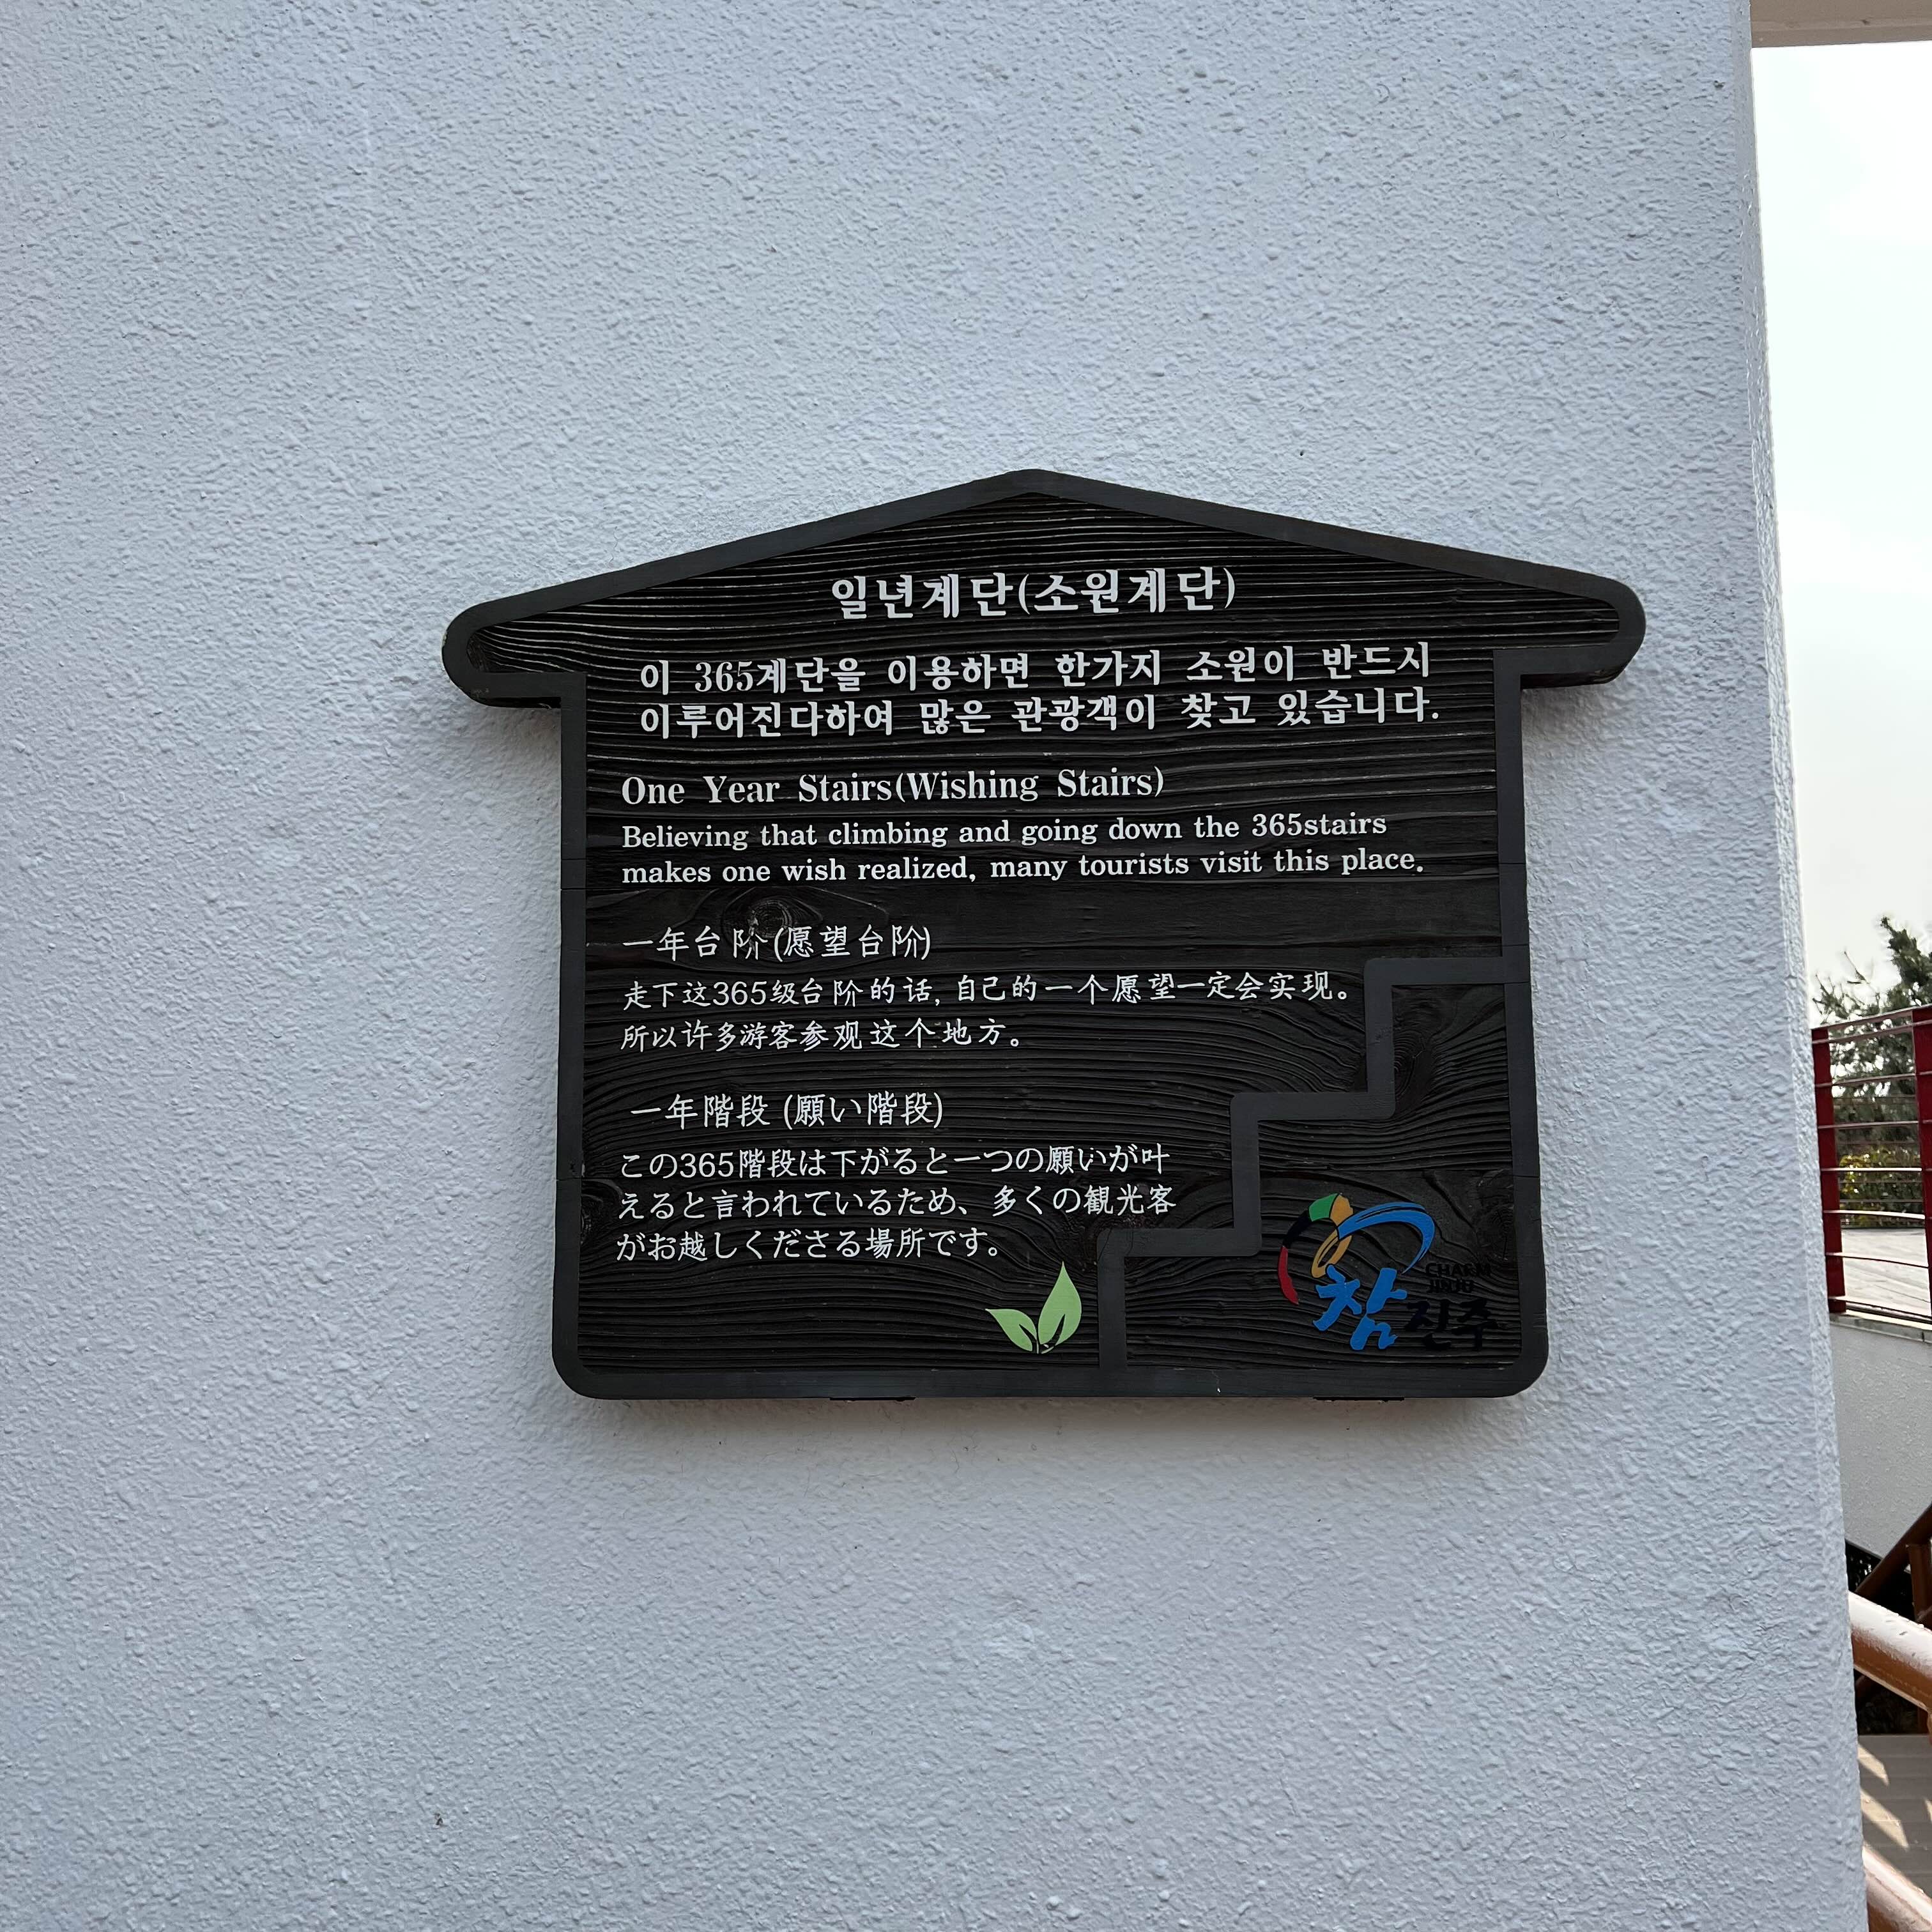 일년계단(소원계단)
이 365계단을 이용하면 한가지 소원이 반드시
이루어진다하여 많은 관광객이 찾고 있습니다.
One Year Stairs(Wishing Stairs)
Believing that climbing and going down the 365stairs
makes one wish realized, many tourists visit this place.
一年台阶(愿望台阶)
走下这365级台阶的话, 自己的一个愿望一定会实现。
所以许多游客参观这个地方。
一年階段 (願い階段)
この365階段は下がると一つの願いが叶
えると言われているため、多くの観光客
がお越しくださる場所です。
CHARM
JINJU
참 진주